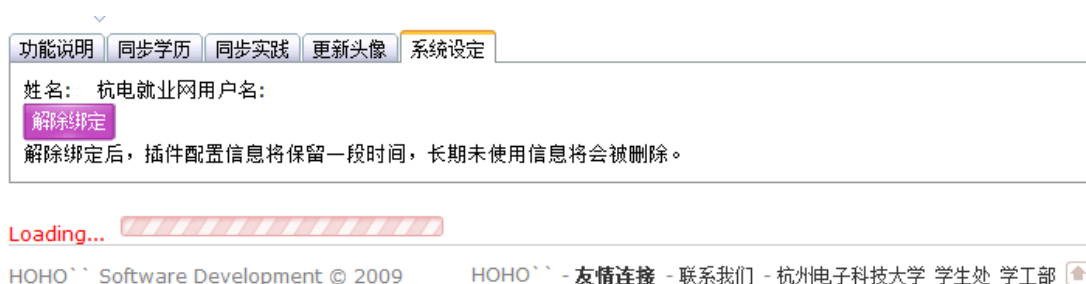 功能说明 同步学历 同步实践 更新头像 系统设定
姓名: 杭电就业网用户名:
解除绑定
解除绑定后，插件配置信息将保留一段时间，长期未使用信息将会被删除。
Loading...
HOHO`` Software Development © 2009 HOHO`` - 友情连接 - 联系我们 - 杭州电子科技大学 学生处 学工部